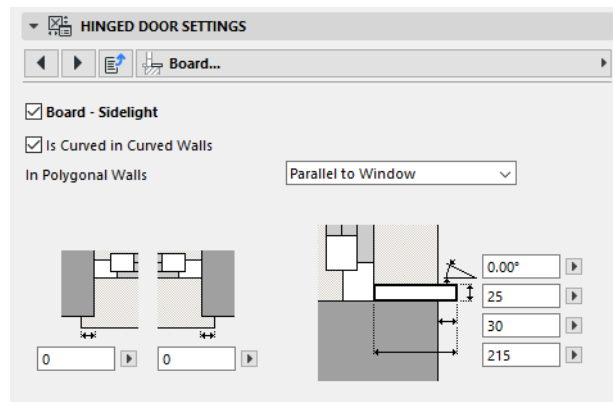 HINGED DOOR SETTINGS
Board...
Board - Sidelight
Is Curved in Curved Walls
In Polygonal Walls
Parallel to Window
0.00°
25
30
215
0
0